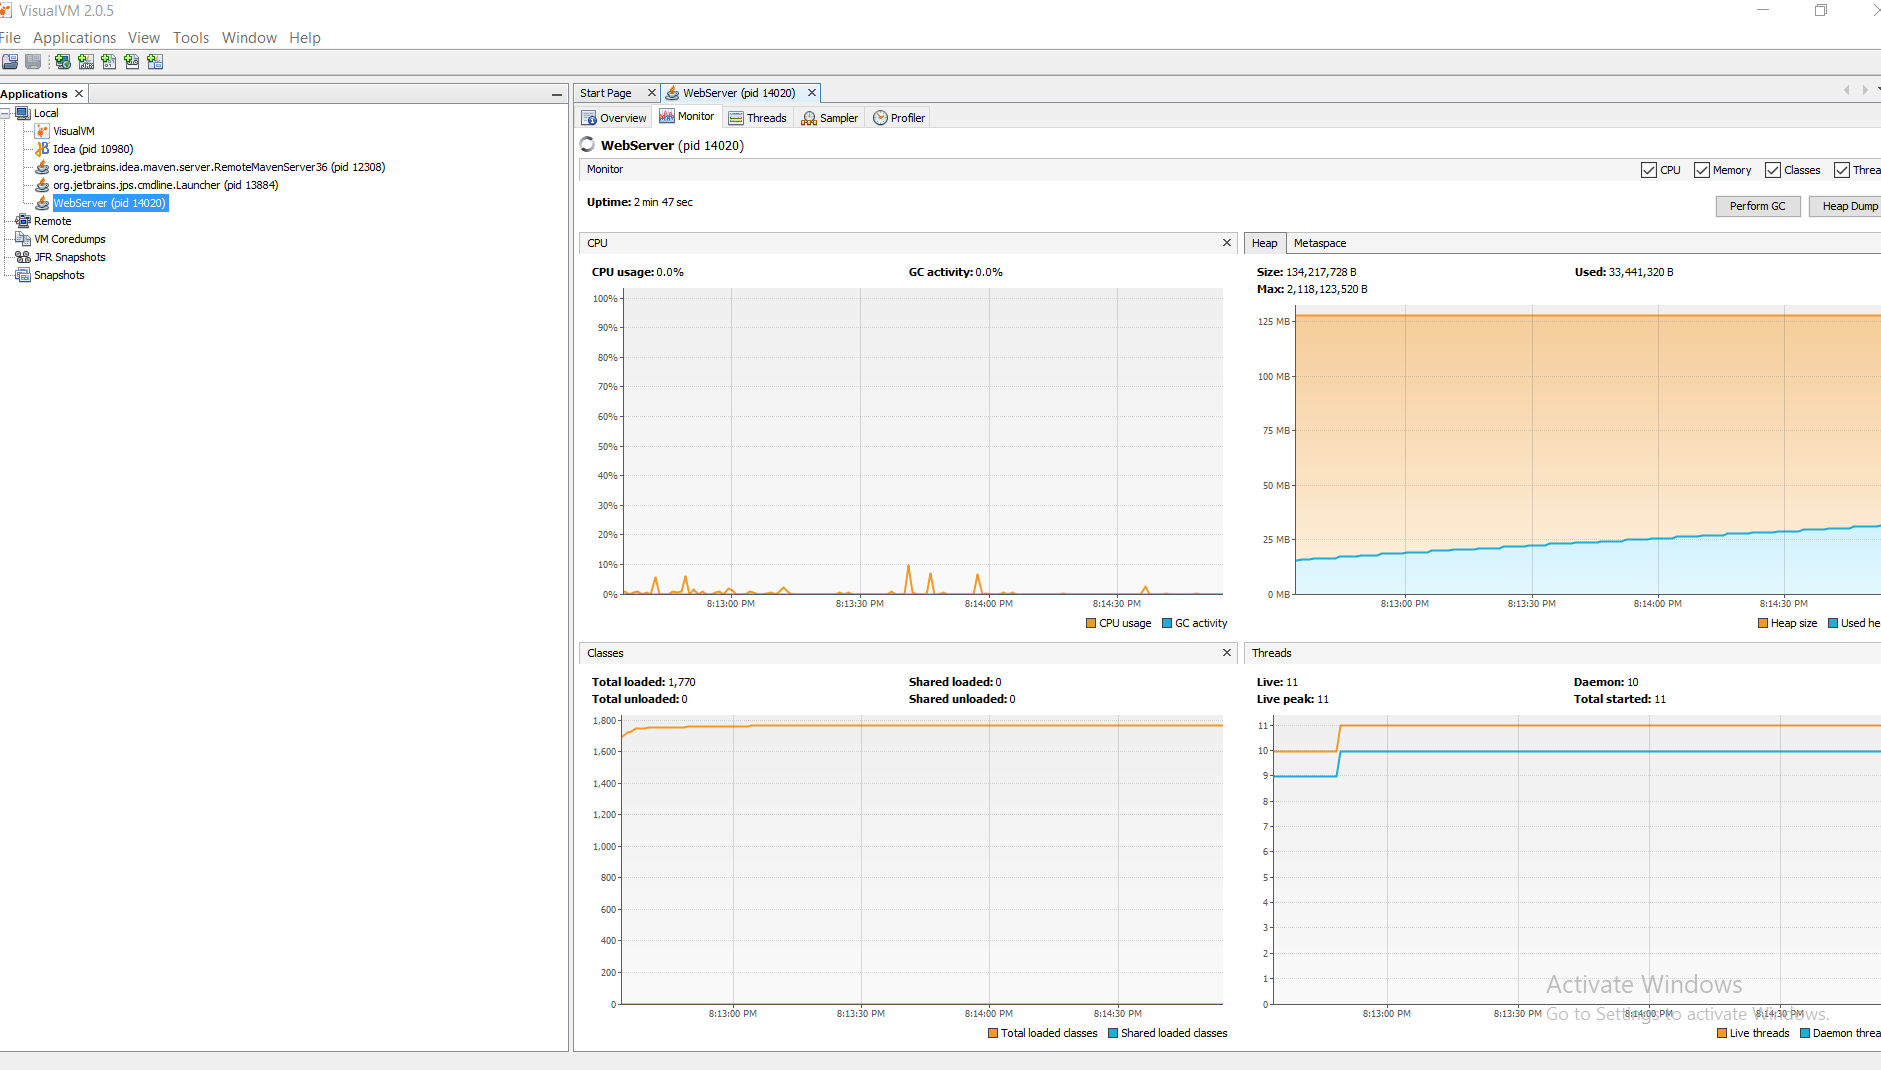 VisualVM 2.0.5
File Applications View Tools Window Help
Applications
Local
VisualVM
Idea (pid 10980)
org.jetbrains.idea.maven.server.RemoteMavenServer36 (pid 12308)
org.jetbrains.jps.cmdline.Launcher (pid 13884)
WebServer (pid 14020)
Remote
VM Coredumps
JFR Snapshots
Snapshots
Start Page WebServer (pid 14020)
Overview Monitor Threads Sampler Profiler
WebServer (pid 14020)
Monitor CPU Memory Classes Threa
Uptime: 2 min 47 sec
Perform GC Heap Dump
CPU
CPU usage: 0.0% GC activity: 0.0%
100%
90%
80%
70%
60%
50%
40%
30%
20%
10%
0%
8:13:00 PM 8:13:30 PM 8:14:00 PM 8:14:30 PM
CPU usage GC activity
Heap Metaspace
Size: 134,217,728 B Used: 33,441,320 B
Max: 2,118,123,520 B
125 MB
100 MB
75 MB
50 MB
25 MB
0 MB
8:13:00 PM 8:13:30 PM 8:14:00 PM 8:14:30 PM
Heap size Used he
Classes
Total loaded: 1,770 Shared loaded: 0
Total unloaded: 0 Shared unloaded: 0
1,800
1,600
1,400
1,200
1,000
800
600
400
200
0
8:13:00 PM 8:13:30 PM 8:14:00 PM 8:14:30 PM
Total loaded classes Shared loaded classes
Threads
Live: 11 Daemon: 10
Live peak: 11 Total started: 11
11
10
9
8
7
6
5
4
3
2
1
0
8:13:00 PM 8:13:30 PM 8:14:00 PM 8:14:30 PM
Live threads Daemon threa
Activate Windows
Go to Settings to activate Windows.